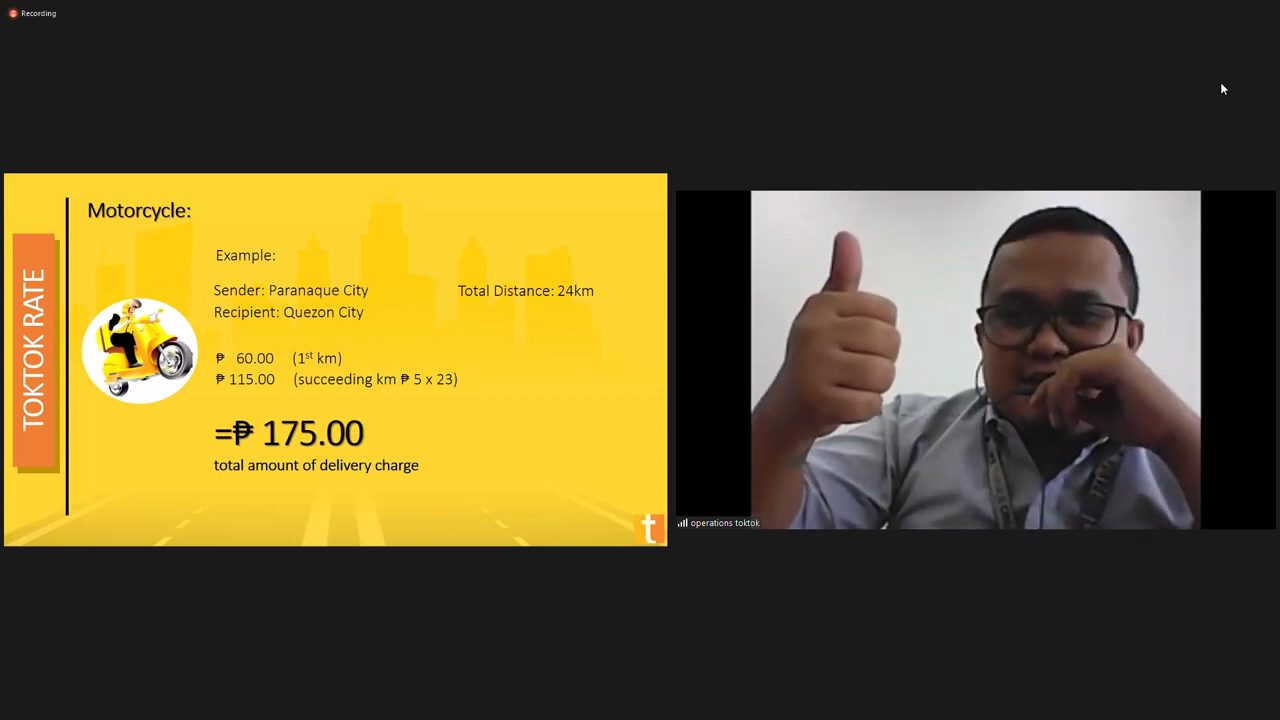 Recording
TOKTOK RATE
Motorcycle:
Example:
Sender: Paranaque City
Total Distance: 24km
Recipient: Quezon City
₱ 60.00 (1st km)
₱ 115.00 (succeeding km ₱ 5 x 23)
=₱ 175.00
total amount of delivery charge
t
operations toktok